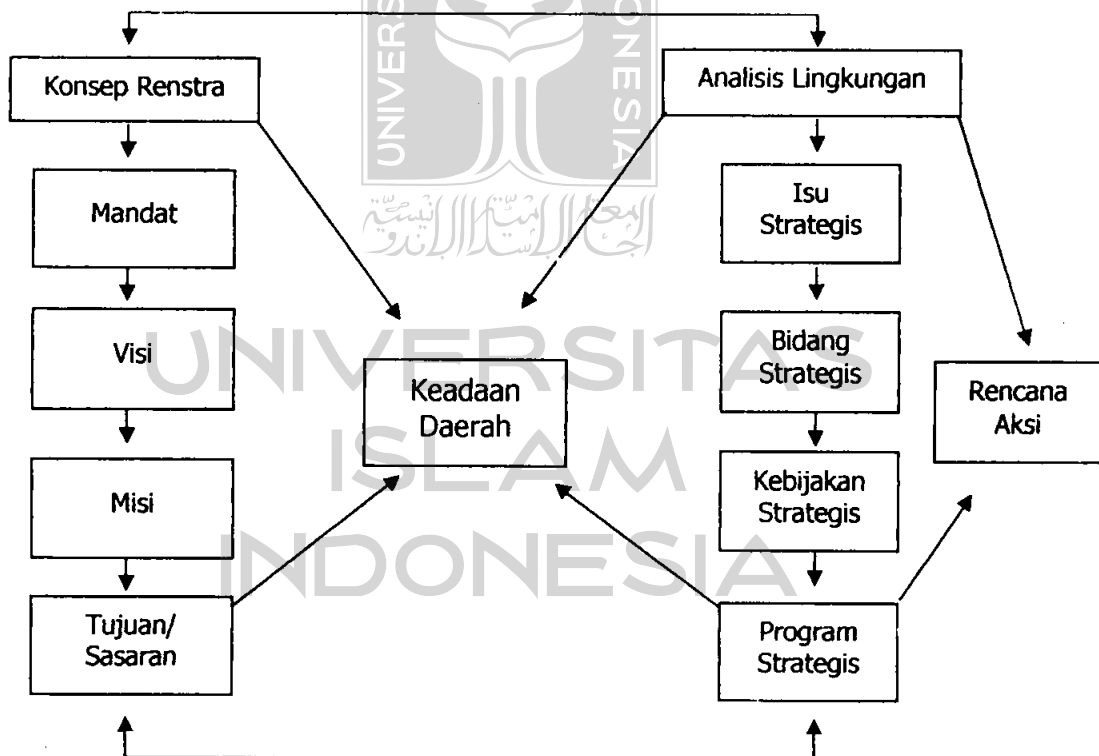 Konsep Renstra
Mandat
Visi
Misi
Tujuan/
Sasaran
Keadaan
Daerah
Analisis Lingkungan
Isu
Strategis
Bidang
Strategis
Kebijakan
Strategis
Program
Strategis
Rencana
Aksi
UNIVERSITAS
ISLAM
INDONESIA